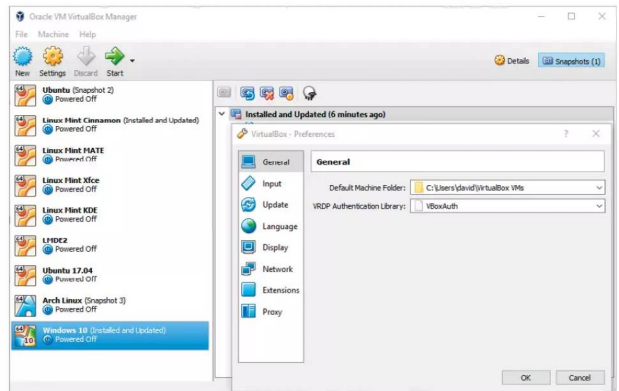 Oracle VM VirtualBox Manager
File Machine Help
New Settings Discard Start
Details Snapshots (1)
Ubuntu (Snapshot 2)
Powered Off
Linux Mint Cinnamon (Installed and Updated)
Powered Off
Linux Mint MATE
Powered Off
Linux Mint Xfce
Powered Off
Linux Mint KDE
Powered Off
LMDE2
Powered Off
Ubuntu 17.04
Powered Off
Arch Linux (Snapshot 3)
Powered Off
Windows 10 (Installed and Updated)
Powered Off
Installed and Updated (6 minutes ago)
VirtualBox - Preferences
General
Input
Update
Language
Display
Network
Extensions
Proxy
General
Default Machine Folder: C:\Users\david\VirtualBox VMs
VRDP Authentication Library: VBoxAuth
OK Cancel